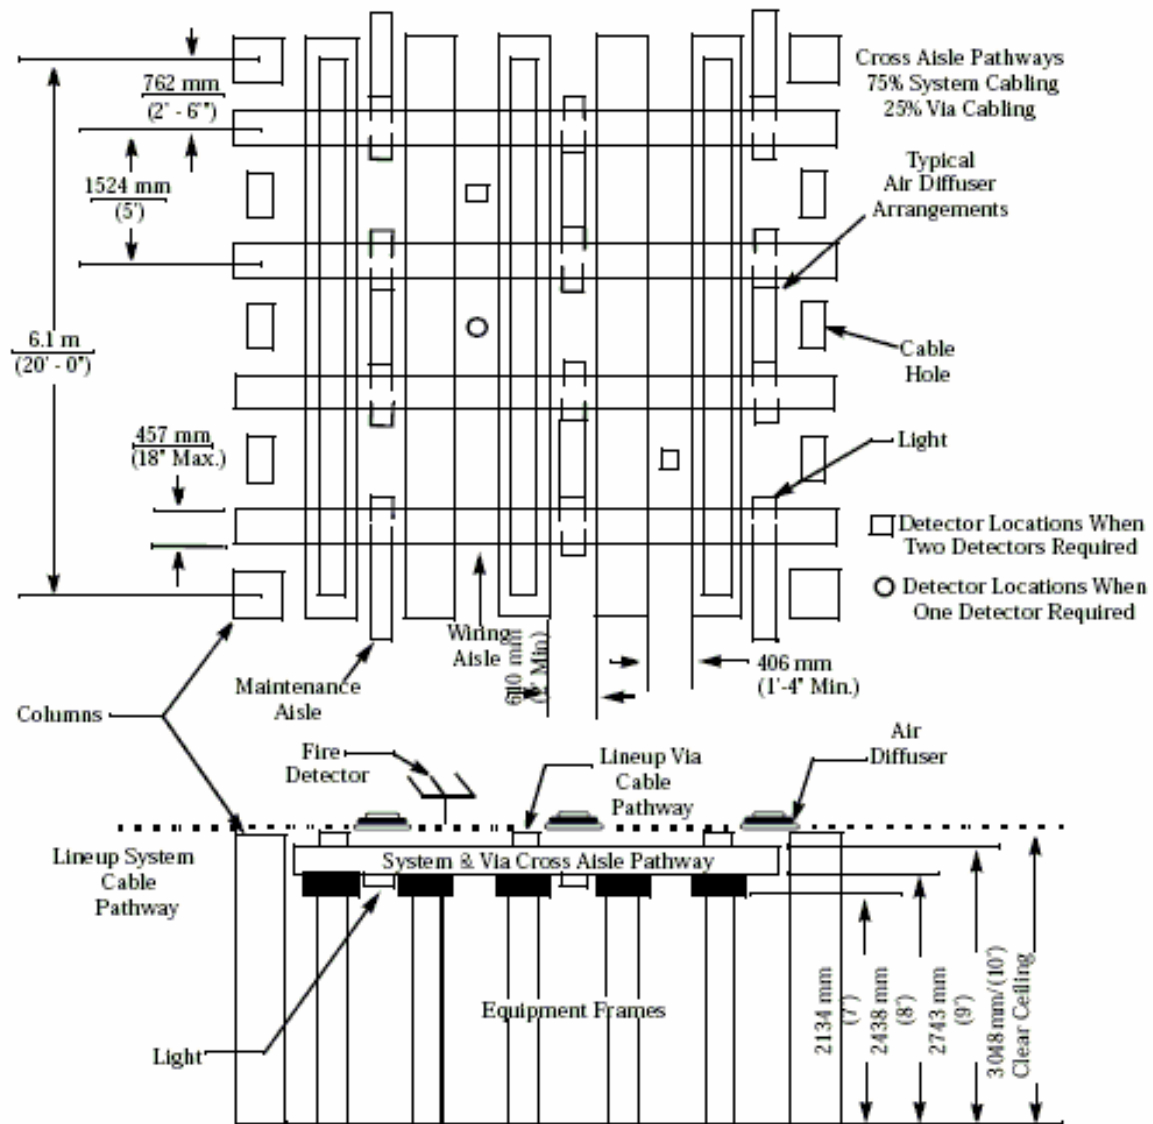 762 mm
(2' - 6")
Cross Aisle Pathways
75% System Cabling
25% Via Cabling
Typical
Air Diffuser
Arrangements
1524 mm
(5')
6.1 m
(20' - 0")
Cable
Hole
457 mm
(18" Max.)
Light
Detector Locations When
Two Detectors Required
Detector Locations When
One Detector Required
Wiring
Aisle
(2' Min)
406 mm
(1'-4" Min.)
Maintenance
Aisle
Columns
Fire
Detector
Lineup Via
Cable
Pathway
Air
Diffuser
Lineup System
Cable
Pathway
System & Via Cross Aisle Pathway
Equipment Frames
Light
2134 mm
(7')
2438 mm
(8')
2743 mm
(9')
3048 mm/(10')
Clear Ceiling